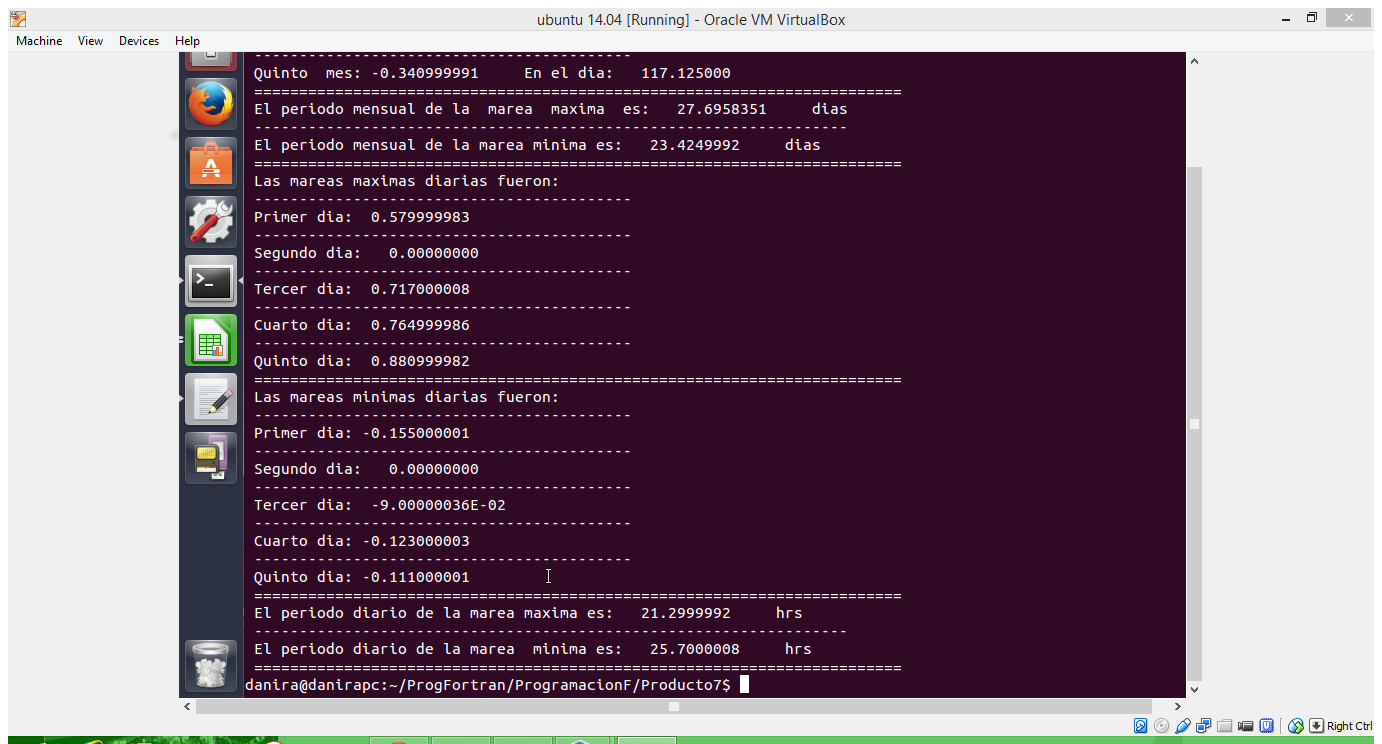 ubuntu 14.04 [Running] - Oracle VM VirtualBox
Machine View Devices Help
-----------------------------------------
Quinto  mes: -0.340999991     En el dia:   117.125000
========================================================================
El periodo mensual de la  marea  maxima  es:   27.6958351     dias
------------------------------------------------------------------
El periodo mensual de la marea minima es:   23.4249992     dias
========================================================================
Las mareas maximas diarias fueron:
------------------------------------------
Primer dia:  0.579999983
------------------------------------------
Segundo dia:   0.00000000
------------------------------------------
Tercer dia:  0.717000008
------------------------------------------
Cuarto dia:  0.764999986
------------------------------------------
Quinto dia:  0.880999982
========================================================================
Las mareas minimas diarias fueron:
------------------------------------------
Primer dia: -0.155000001
------------------------------------------
Segundo dia:   0.00000000
------------------------------------------
Tercer dia:  -9.00000036E-02
------------------------------------------
Cuarto dia: -0.123000003
------------------------------------------
Quinto dia: -0.111000001
========================================================================
El periodo diario de la marea maxima es:   21.2999992     hrs
------------------------------------------------------------------
El periodo diario de la marea  minima es:   25.7000008     hrs
========================================================================
danira@danirapc:~/ProgFortran/ProgramacionF/Producto7$
Right Ctrl